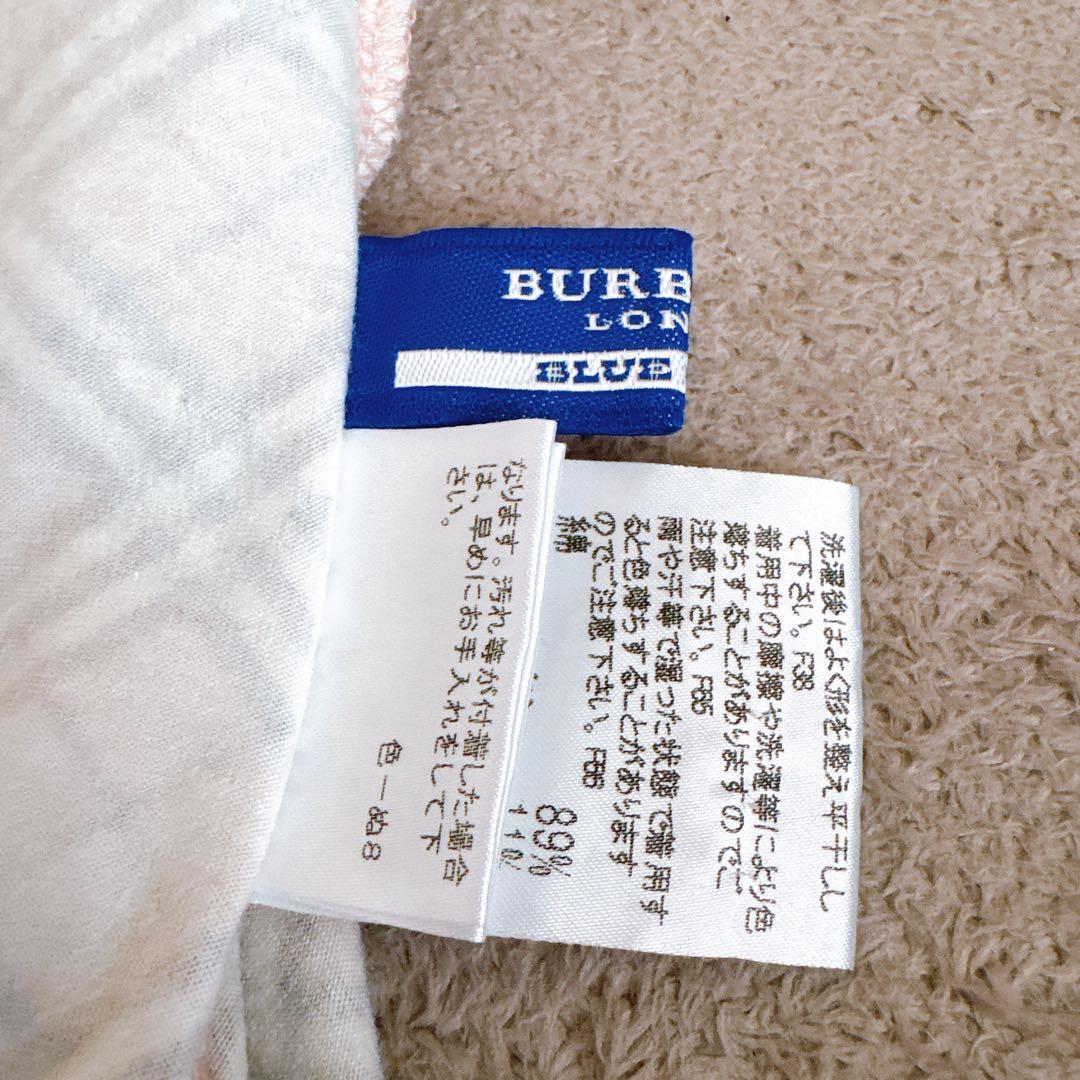 BURB
LON
BLUE
なります。汚れ等が付着した場合
は、早めにお手入れをして下
さい。
色－ぬ8
洗濯後はよく形を整え平干しし
て下さい。F38
着用中の摩擦や洗濯等により色
落ちすることがありますのでご
注意下さい。F85
雨や汗等で湿った状態で着用す
ると色落ちすることがあります
のでご注意下さい。F86
綿
89%
11%